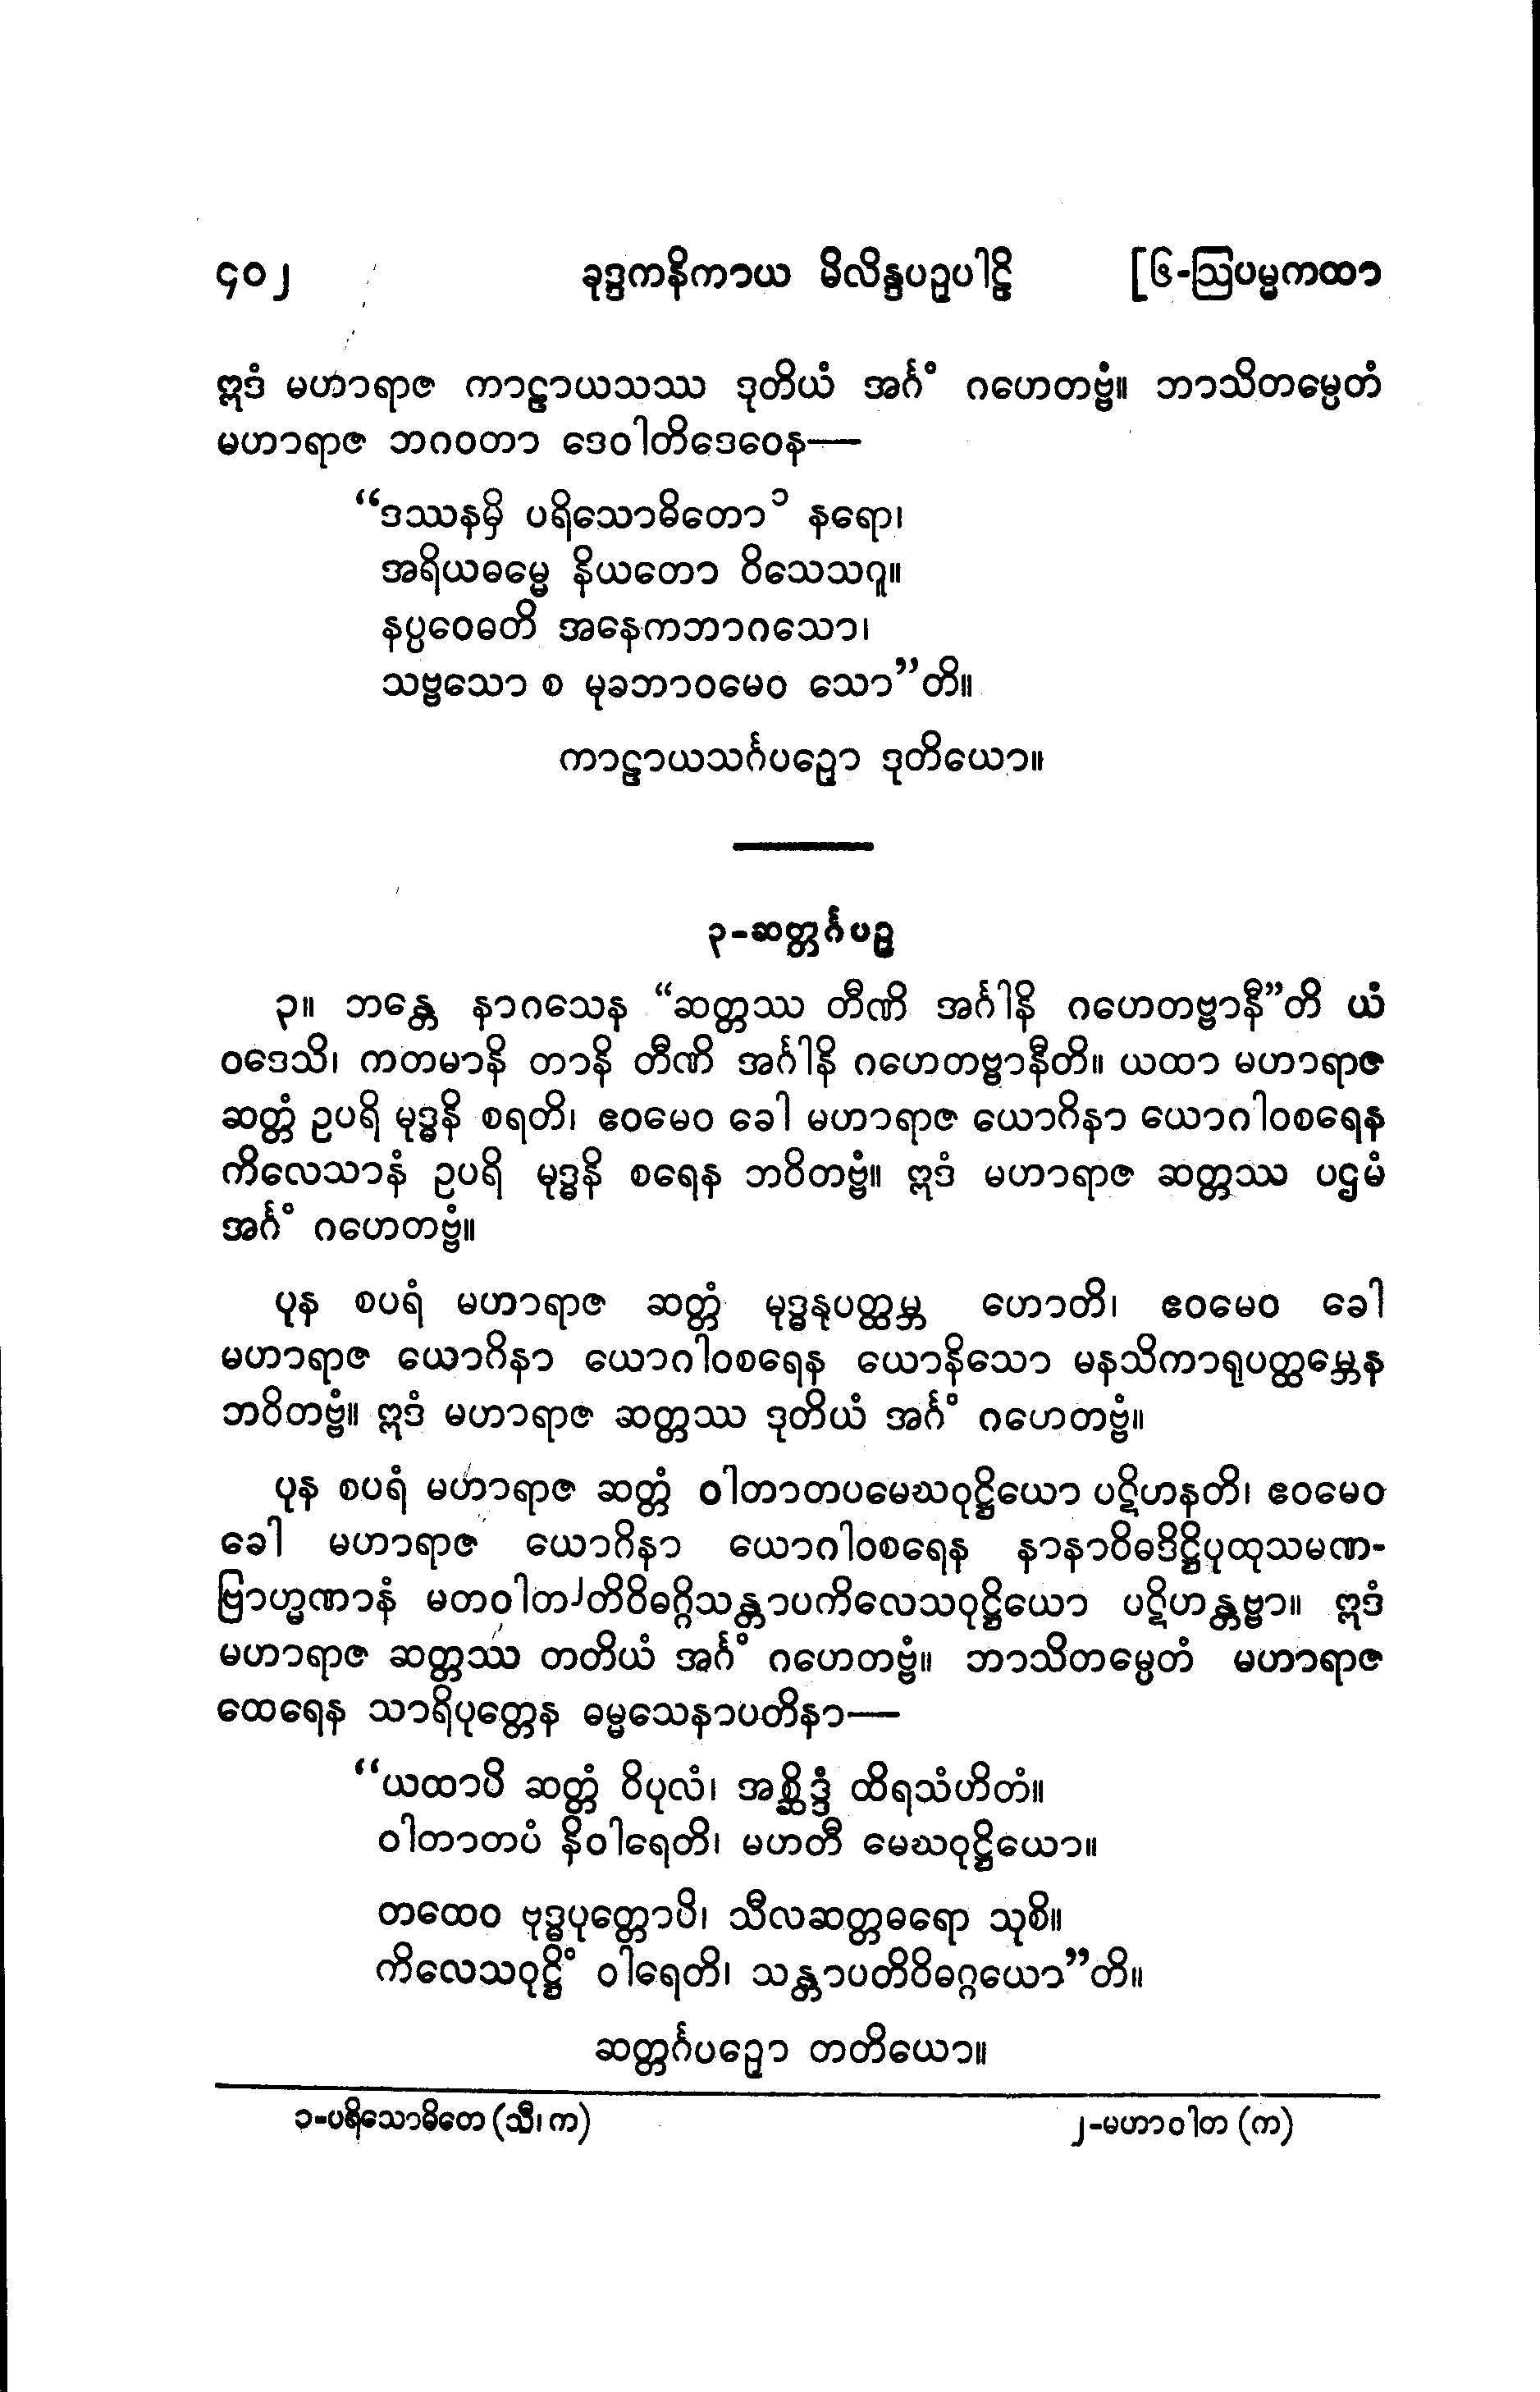 ၄၀၂ ခုဒ္ဒကနိကာယ မိလိန္ဒပဉှပါဠိ [၆-ဩပမ္မကထာ
ဣဒံ မဟာရာဇ ကာဠာယသဿ ဒုတိယံ အင်္ဂံ ဂဟေတဗ္ဗံ။ ဘာသိတမ္ပေတံ
မဟာရာဇ ဘဂဝတာ ဒေဝါတိဒေဝေန—
“ဒဿနမှိ ပရိသောဓိတော၁ နရော၊
အရိယဓမ္မေ နိယတော ဝိသေသဂူ။
နပ္ပဝေဓတိ အနေကဘာဂသော၊
သဗ္ဗသော စ မုခဘာဝမေဝ သော”တိ။
ကာဠာယသင်္ဂပဉှော ဒုတိယော။
၃-ဆတ္တင်္ဂပဉှ
၃။ ဘန္တေ နာဂသေန “ဆတ္တဿ တီဏိ အင်္ဂါနိ ဂဟေတဗ္ဗာနီ”တိ ယံ
ဝဒေသိ၊ ကတမာနိ တာနိ တီဏိ အင်္ဂါနိ ဂဟေတဗ္ဗာနီတိ။ ယထာ မဟာရာဇ
ဆတ္တံ ဥပရိ မုဒ္ဓနိ စရတိ၊ ဧဝမေဝ ခေါ မဟာရာဇ ယောဂိနာ ယောဂါဝစရေန
ကိလေသာနံ ဥပရိ မုဒ္ဓနိ စရေန ဘဝိတဗ္ဗံ။ ဣဒံ မဟာရာဇ ဆတ္တဿ ပဌမံ
အင်္ဂံ ဂဟေတဗ္ဗံ။
ပုန စပရံ မဟာရာဇ ဆတ္တံ မုဒ္ဓနုပတ္ထမ္ဘ ဟောတိ၊ ဧဝမေဝ ခေါ
မဟာရာဇ ယောဂိနာ ယောဂါဝစရေန ယောနိသော မနသိကာရုပတ္ထမ္ဘေန
ဘဝိတဗ္ဗံ။ ဣဒံ မဟာရာဇ ဆတ္တဿ ဒုတိယံ အင်္ဂံ ဂဟေတဗ္ဗံ။
ပုန စပရံ မဟာရာဇ ဆတ္တံ ဝါတာတပမေဃဝုဋ္ဌိယော ပဋိဟနတိ၊ ဧဝမေဝ
ခေါ မဟာရာဇ ယောဂိနာ ယောဂါဝစရေန နာနာဝိဓဒိဋ္ဌိပုထုသမဏ-
ဗြာဟ္မဏာနံ မတဝါတ၂တိဝိဓဂ္ဂိသန္တာပကိလေသဝုဋ္ဌိယော ပဋိဟန္တဗ္ဗာ။ ဣဒံ
မဟာရာဇ ဆတ္တဿ တတိယံ အင်္ဂံ ဂဟေတဗ္ဗံ။ ဘာသိတမ္ပေတံ မဟာရာဇ
ထေရေန သာရိပုတ္တေန ဓမ္မသေနာပတိနာ—
“ယထာပိ ဆတ္တံ ဝိပုလံ၊ အစ္ဆိဒ္ဒံ ထိရသံဟိတံ။
ဝါတာတပံ နိဝါရေတိ၊ မဟတီ မေဃဝုဋ္ဌိယော။
တထေဝ ဗုဒ္ဓပုတ္တောပိ၊ သီလဆတ္တဓရော သုစိ။
ကိလေသဝုဋ္ဌိံ ဝါရေတိ၊ သန္တာပတိဝိဓဂ္ဂယော”တိ။
ဆတ္တင်္ဂပဉှော တတိယော။
၁-ပရိသောဓိတေ (သီ၊ က) ၂-မဟာဝါတ (က)